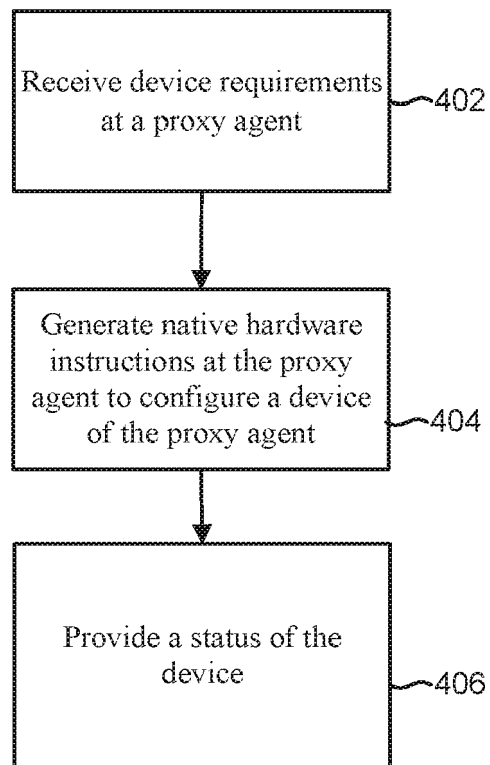 Receive device requirements
at a proxy agent
402
Generate native hardware
instructions at the proxy
agent to configure a device
of the proxy agent
404
Provide a status of the
device
406